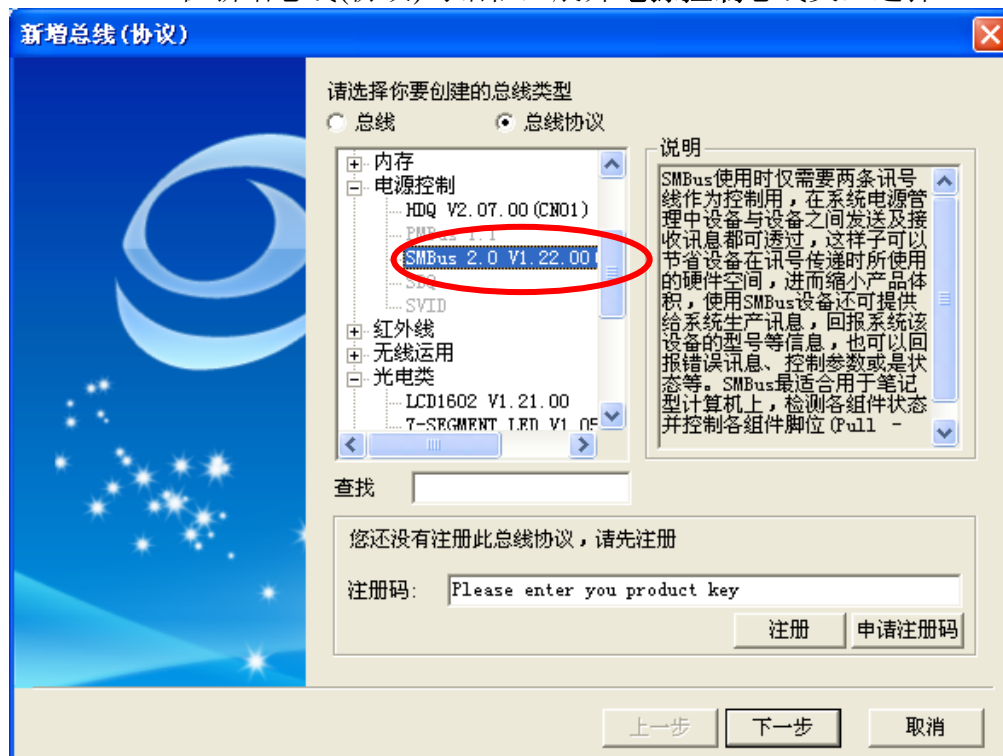 新增总线(协议)
请选择你要创建的总线类型
总线
总线协议
内存
电源控制
HDQ V2.07.00(CN01)
PMBus 1.1
SMBus 2.0 V1.22.00
SDQ
SVID
红外线
无线运用
光电类
LCD1602 V1.21.00
7-SEGMENT LED V1.05
说明
SMBus使用时仅需要两条讯号
线作为控制用，在系统电源管
理中设备与设备之间发送及接
收讯息都可透过，这样子可以
节省设备在讯号传递时所使用
的硬件空间，进而缩小产品体
积，使用SMBus设备还可提供
给系统生产讯息，回报系统该
设备的型号等信息，也可以回
报错误讯息、控制参数或是状
态等。SMBus最适合用于笔记
型计算机上，检测各组件状态
并控制各组件脚位(Pull -
查找
您还没有注册此总线协议，请先注册
注册码:
Please enter you product key
注册
申请注册码
上一步
下一步
取消